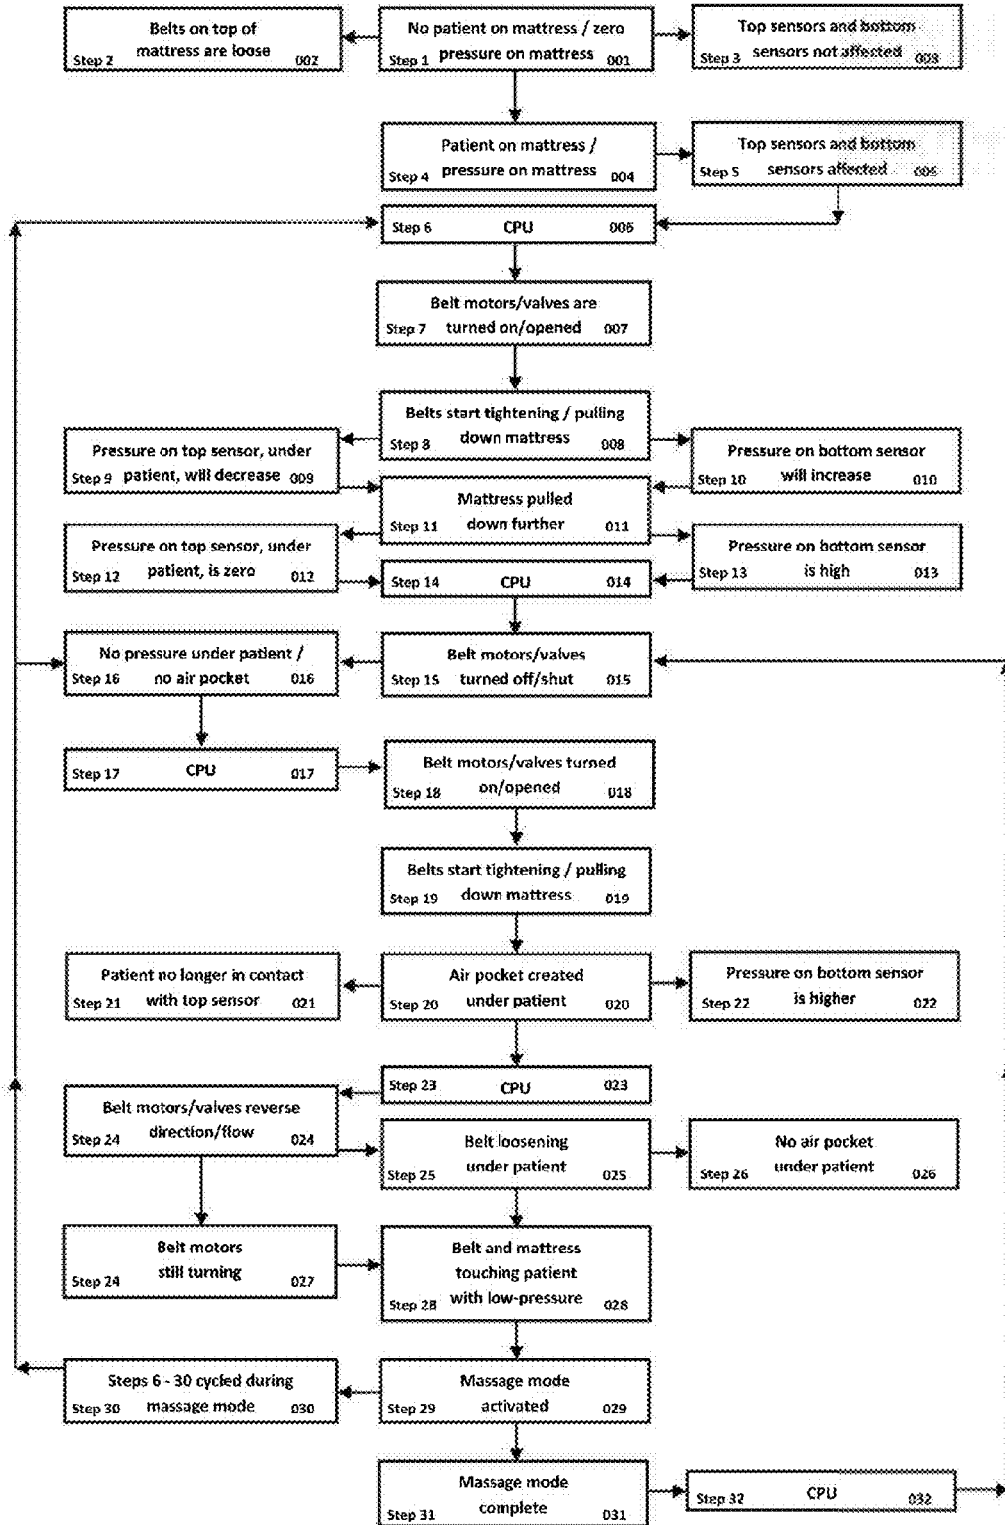 Belts on top of
mattress are loose
Step 2 002
No patient on mattress / zero
pressure on mattress
Step 1 001
Top sensors and bottom
sensors not affected
Step 3 003
Patient on mattress /
pressure on mattress
Step 4 004
Top sensors and bottom
sensors affected
Step 5 005
Step 6 CPU 006
Belt motors/valves are
Step 7 turned on/opened 007
Belts start tightening / pulling
down mattress
Step 8 008
Pressure on top sensor, under
Step 9 patient, will decrease 009
Pressure on bottom sensor
will increase
Step 10 010
Mattress pulled
down further
Step 11 011
Pressure on top sensor, under
patient, is zero
Step 12 012
Pressure on bottom sensor
is high
Step 13 013
Step 14 CPU 014
No pressure under patient /
no air pocket
Step 16 016
Belt motors/valves
turned off/shut
Step 15 015
Step 17 CPU 017
Belt motors/valves turned
on/opened
Step 18 018
Belts start tightening / pulling
down mattress
Step 19 019
Patient no longer in contact
with top sensor
Step 21 021
Air pocket created
under patient
Step 20 020
Pressure on bottom sensor
is higher
Step 22 022
Step 23 CPU 023
Belt motors/valves reverse
direction/flow
Step 24 024
Belt loosening
under patient
Step 25 025
No air pocket
under patient
Step 26 026
Belt motors
still turning
Step 24 027
Belt and mattress
touching patient
with low-pressure
Step 28 028
Steps 6 - 30 cycled during
massage mode
Step 30 030
Massage mode
activated
Step 29 029
Massage mode
complete
Step 31 031
Step 32 CPU 032